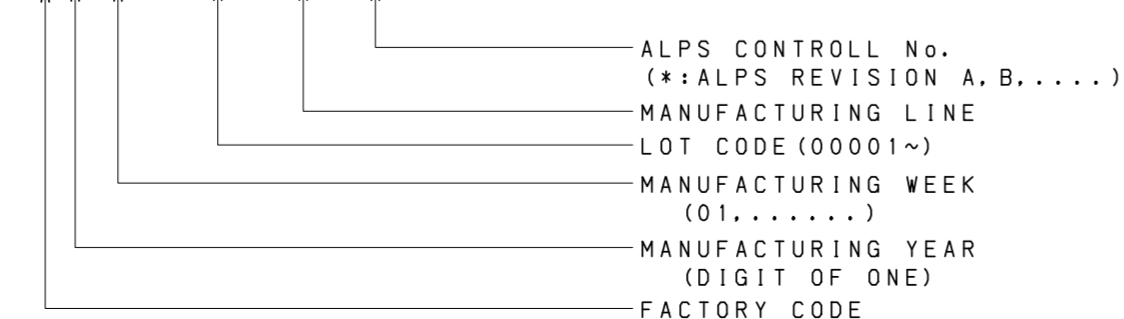 ALPS CONTROLL No.
(*:ALPS REVISION A,B,.....)
MANUFACTURING LINE
LOT CODE(00001~)
MANUFACTURING WEEK
(01,.......)
MANUFACTURING YEAR
(DIGIT OF ONE)
FACTORY CODE